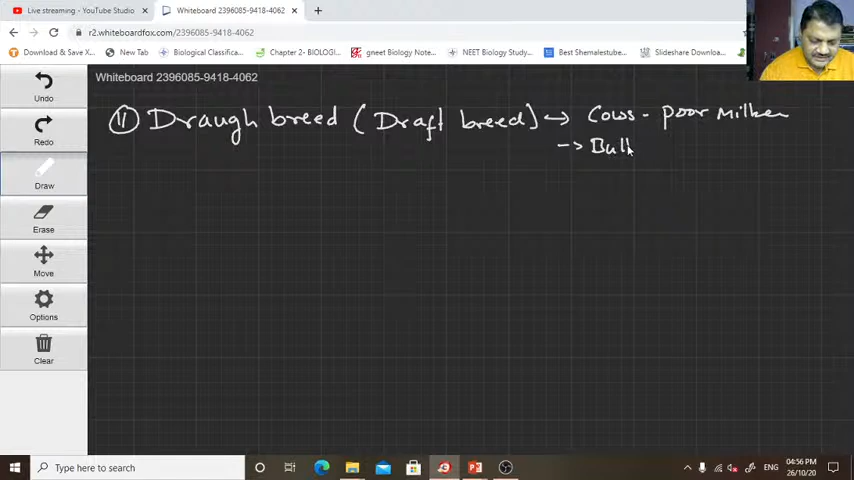 Live streaming - YouTube Studio
Whiteboard 2396085-9418-4062
r2.whiteboardfox.com/2396085-9418-4062
Download & Save X...
New Tab
Biological Classifica...
Chapter 2- BIOLOGI...
gneet Biology Note...
NEET Biology Study...
Best Shemalestube...
Slideshare Downloa...
Whiteboard 2396085-9418-4062
Undo
Redo
Draw
Erase
Move
Options
Clear
11 Draugh breed (Draft breed) → Cows - poor Milker
→ Bull
Type here to search
ENG
04:56 PM
26/10/20